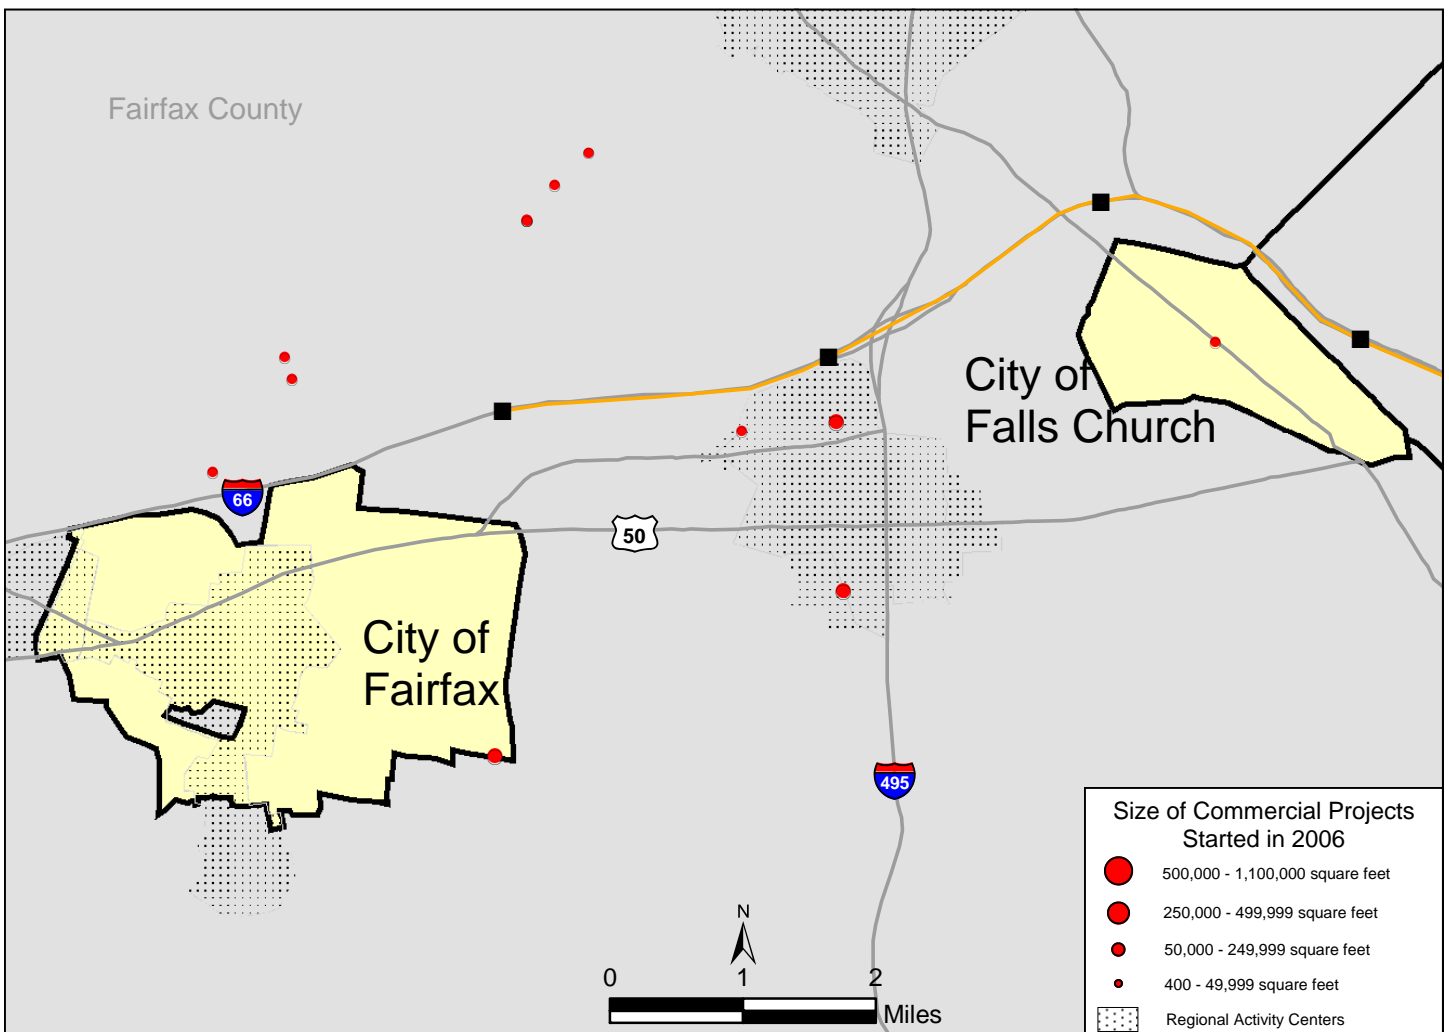 Fairfax County
City of
Falls Church
66
50
City of
Fairfax
495
Size of Commercial Projects
Started in 2006
500,000 - 1,100,000 square feet
250,000 - 499,999 square feet
50,000 - 249,999 square feet
400 - 49,999 square feet
Regional Activity Centers
N
0 1 2
Miles